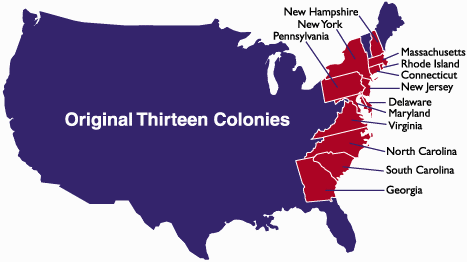 New Hampshire
New York
Pennsylvania
Massachusetts
Rhode Island
Connecticut
New Jersey
Delaware
Maryland
Virginia
Original Thirteen Colonies
North Carolina
South Carolina
Georgia